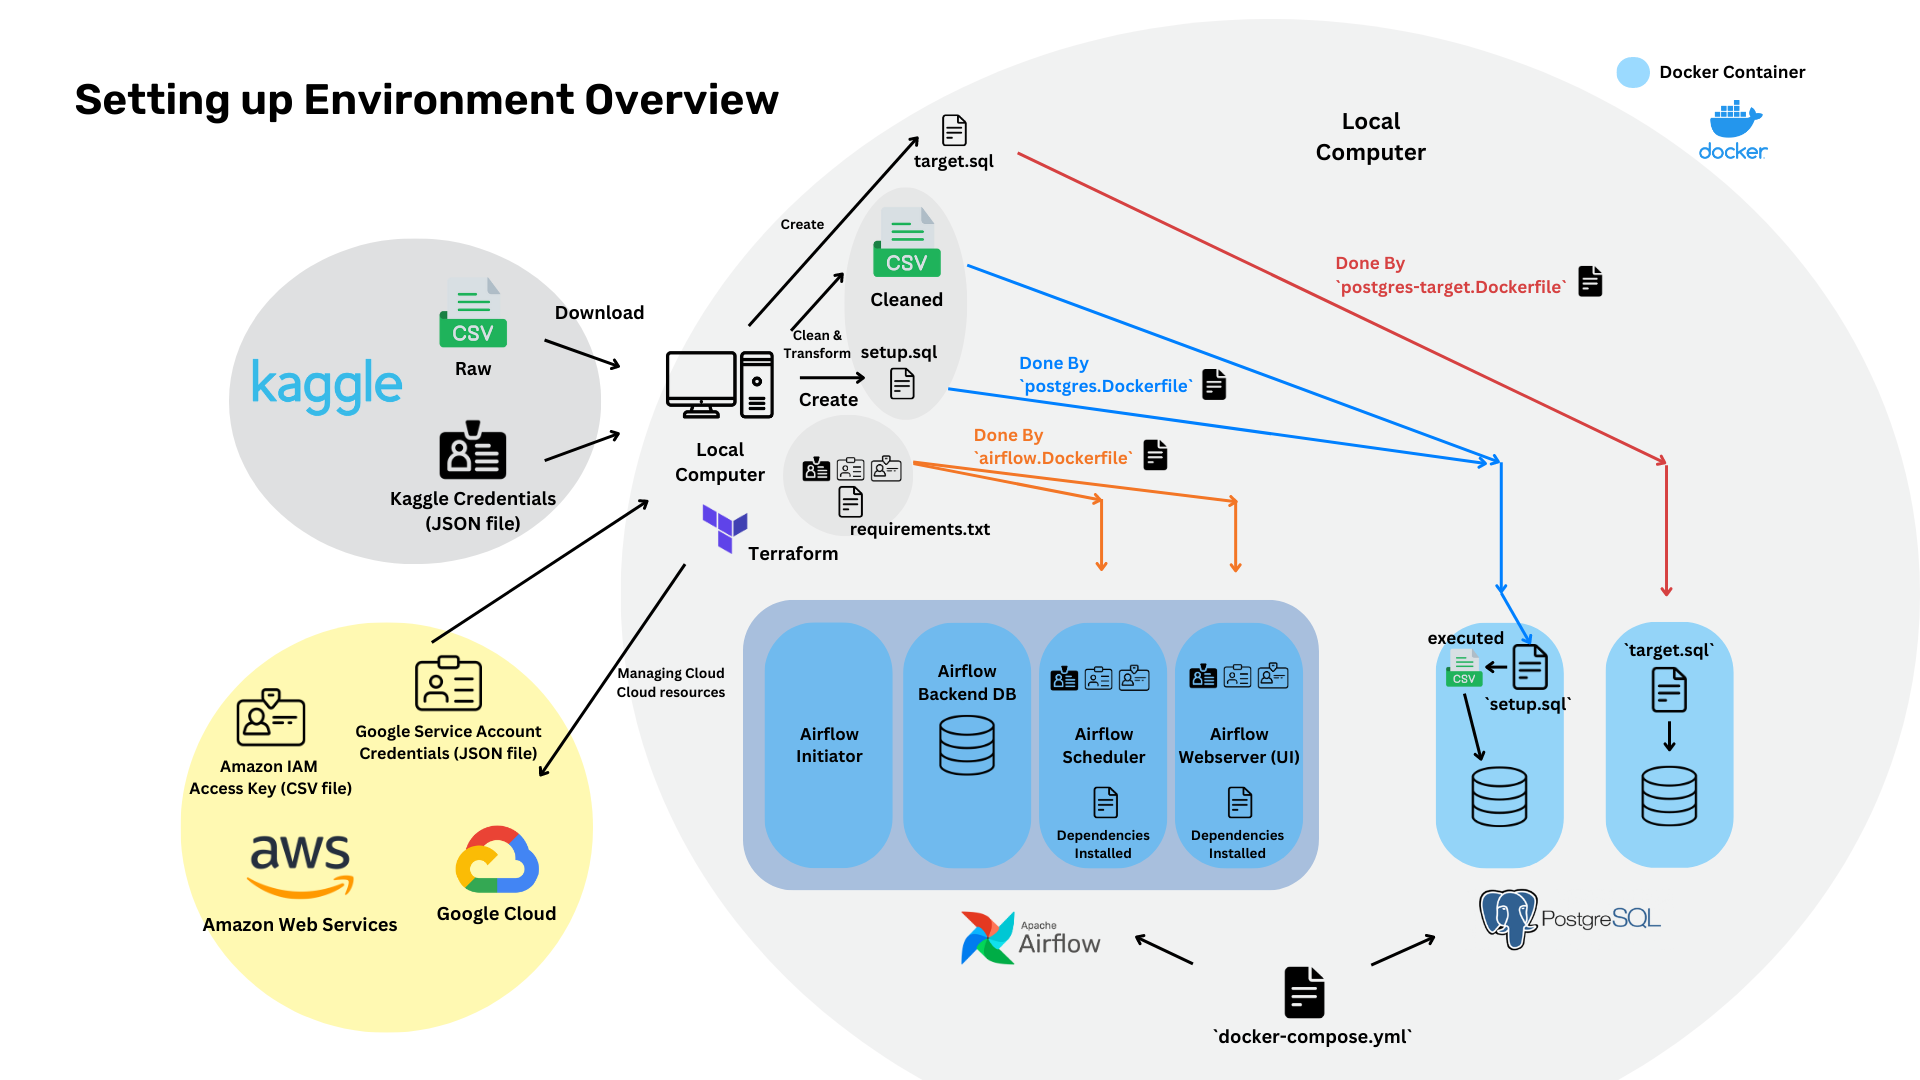 Setting up Environment Overview
Docker Container
docker
Local
Computer
target.sql
Create
CSV
Cleaned
Done By
`postgres-target.Dockerfile`
kaggle
CSV
Raw
Download
Clean &
Transform
setup.sql
Create
Done By
`postgres.Dockerfile`
Kaggle Credentials
(JSON file)
Local
Computer
Done By
`airflow.Dockerfile`
requirements.txt
Terraform
Managing Cloud
Cloud resources
Google Service Account
Credentials (JSON file)
Amazon IAM
Access Key (CSV file)
aws
Amazon Web Services
Google Cloud
Airflow
Initiator
Airflow
Backend DB
Airflow
Scheduler
Dependencies
Installed
Airflow
Webserver (UI)
Dependencies
Installed
executed
CSV
`setup.sql`
`target.sql`
Apache
Airflow
PostgreSQL
`docker-compose.yml`